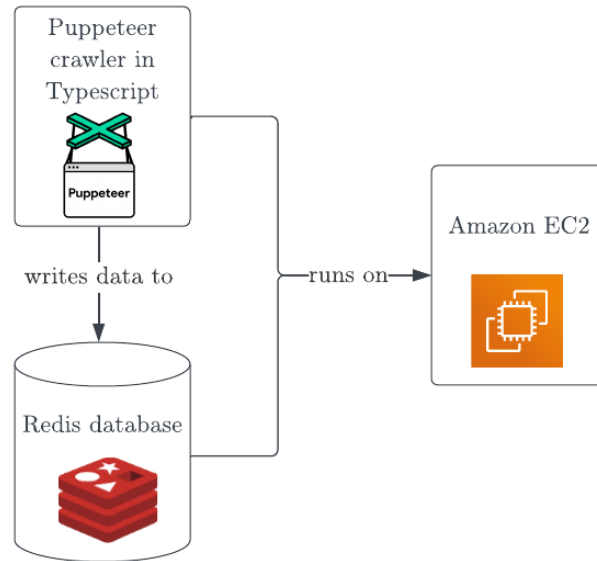 Puppeteer
crawler in
Typescript
Puppeteer
writes data to
runs on
Amazon EC2
Redis database